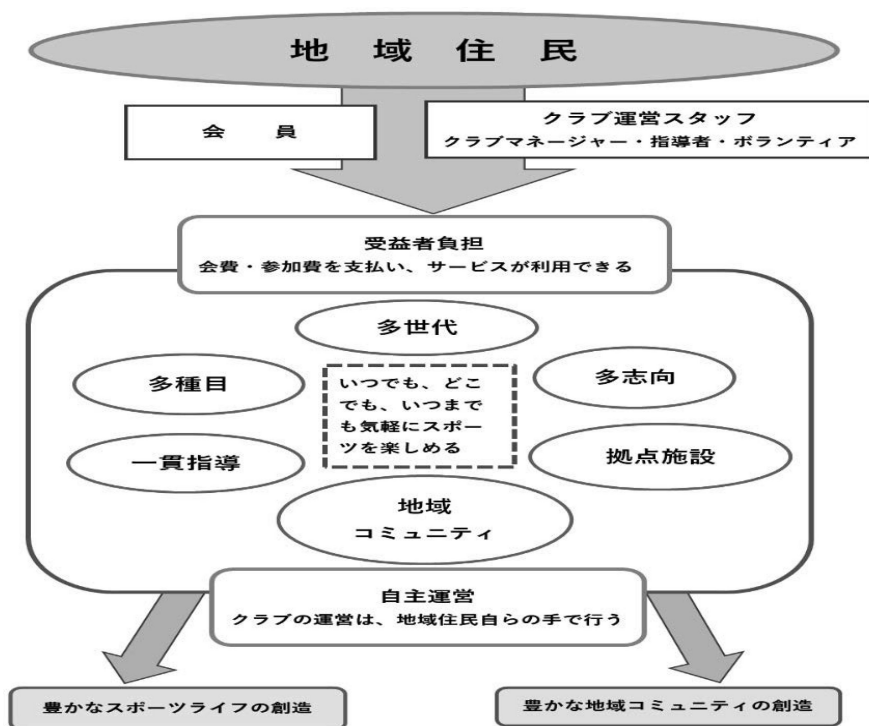 地域住民
会員
クラブ運営スタッフ
クラブマネージャー・指導者・ボランティア
受益者負担
会費・参加費を支払い、サービスが利用できる
多世代
多種目
いつでも、どこ
でも、いつまで
も気軽にスポー
ツを楽しめる
多志向
一貫指導
拠点施設
地域
コミュニティ
自主運営
クラブの運営は、地域住民自らの手で行う
豊かなスポーツライフの創造
豊かな地域コミュニティの創造